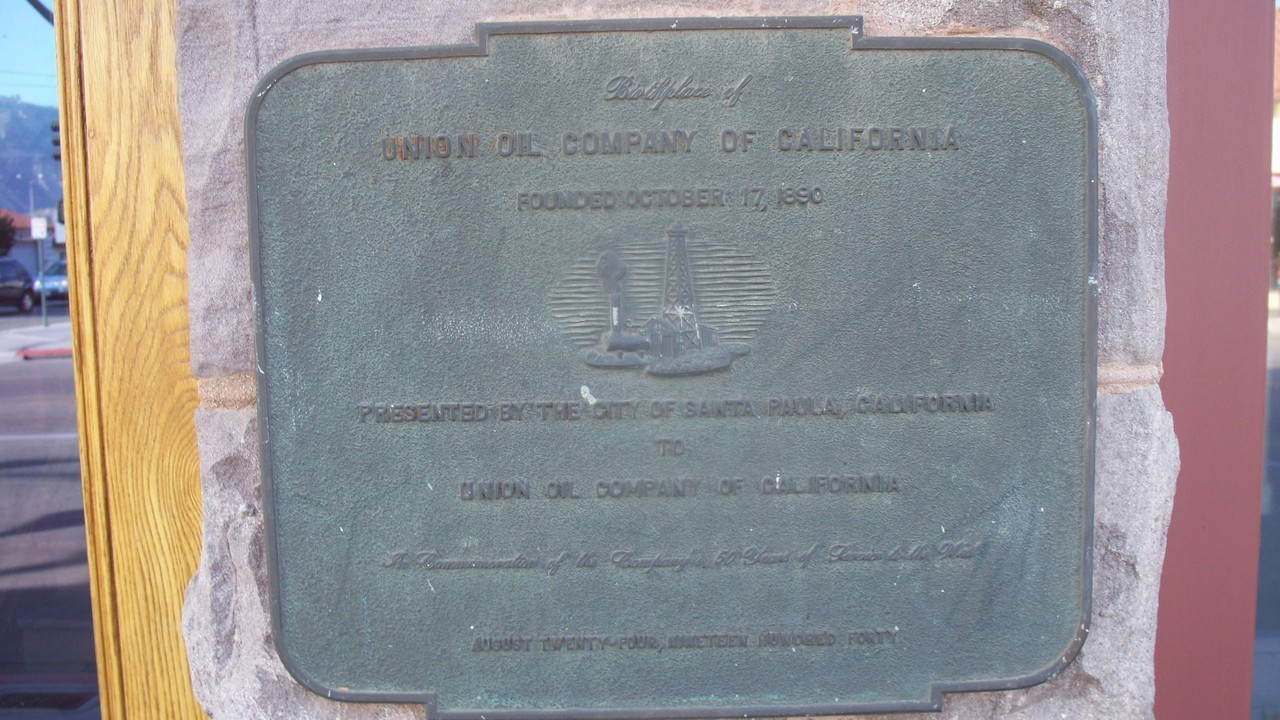 Birthplace of
UNION OIL COMPANY OF CALIFORNIA
FOUNDED OCTOBER 17, 1890
PRESENTED BY THE CITY OF SANTA PAULA, CALIFORNIA
TO
UNION OIL COMPANY OF CALIFORNIA
In Commemoration of the Company's 50 Years of Service to the West
AUGUST TWENTY-FOUR, NINETEEN HUNDRED FORTY